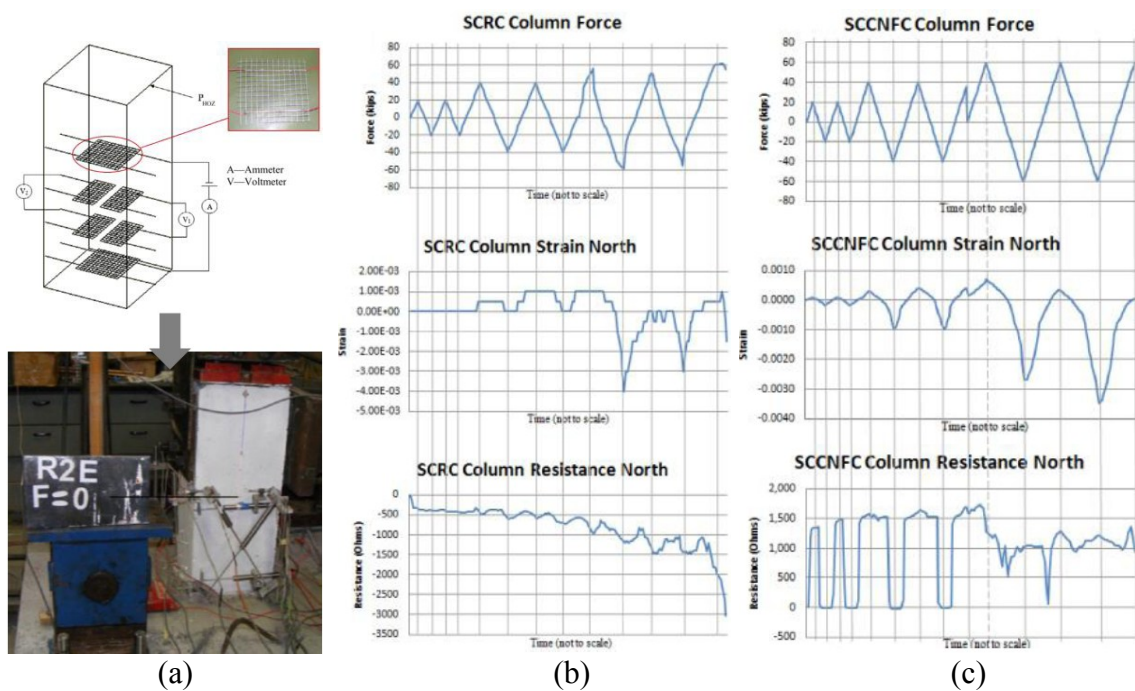 P_HOZ
A—Ammeter
V—Voltmeter
V₂
V₁
A
R2E
F=0
(a)
SCRC Column Force
Force (kips)
80
60
40
20
0
-20
-40
-60
-80
Time (not to scale)
SCRC Column Strain North
Strain
2.00E-03
1.00E-03
0.00E+00
-1.00E-03
-2.00E-03
-3.00E-03
-4.00E-03
-5.00E-03
Time (not to scale)
SCRC Column Resistance North
Resistance (Ohms)
0
-500
-1000
-1500
-2000
-2500
-3000
-3500
Time (not to scale)
(b)
SCCNFC Column Force
Force (kips)
80
60
40
20
0
-20
-40
-60
-80
Time (not to scale)
SCCNFC Column Strain North
Strain
0.0010
0.0000
-0.0010
-0.0020
-0.0030
-0.0040
Time (not to scale)
SCCNFC Column Resistance North
Resistance (Ohms)
2,000
1,500
1,000
500
0
-500
Time (not to scale)
(c)